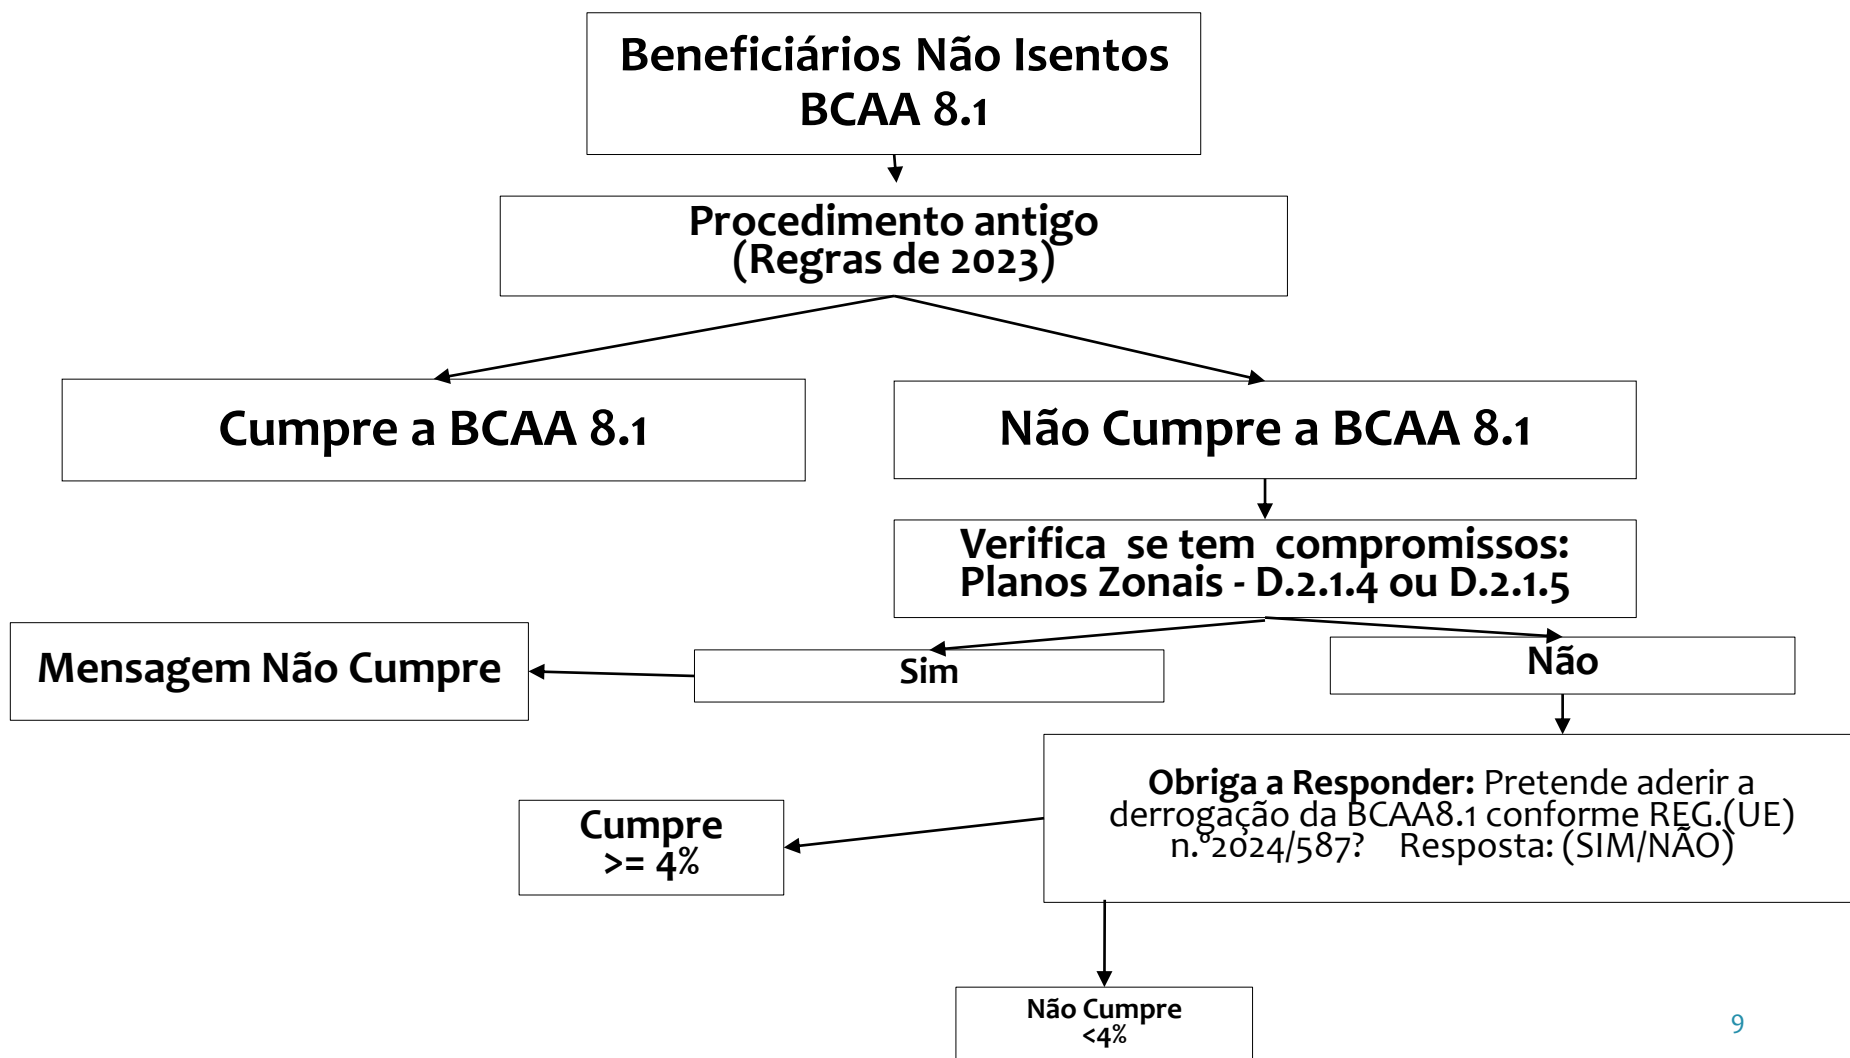 Beneficiários Não Isentos
BCAA 8.1
Procedimento antigo
(Regras de 2023)
Cumpre a BCAA 8.1
Não Cumpre a BCAA 8.1
Verifica se tem compromissos:
Planos Zonais - D.2.1.4 ou D.2.1.5
Mensagem Não Cumpre
Sim
Não
Obriga a Responder: Pretende aderir a
derrogação da BCAA8.1 conforme REG.(UE)
n.º2024/587? Resposta: (SIM/NÃO)
Cumpre
>= 4%
Não Cumpre
<4%
9